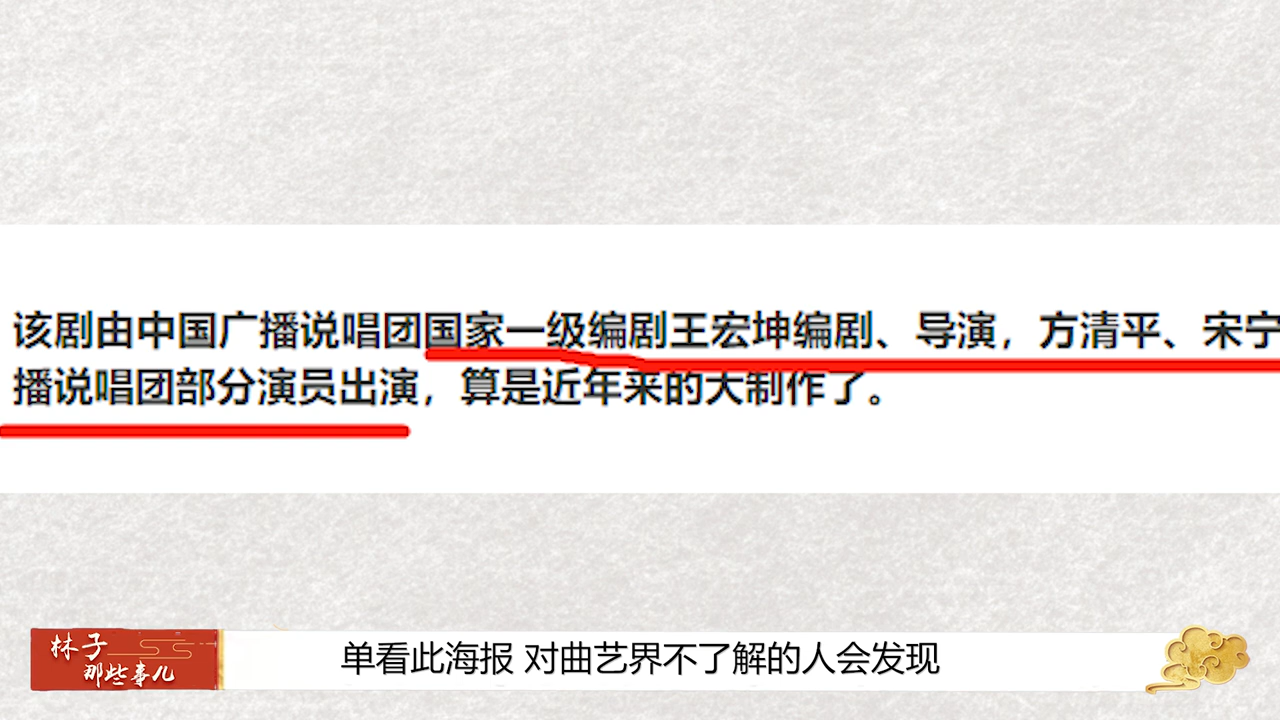 该剧由中国广播说唱团国家一级编剧王宏坤编剧、导演，方清平、宋宁
播说唱团部分演员出演，算是近年来的大制作了。
林子
那些事儿
单看此海报 对曲艺界不了解的人会发现